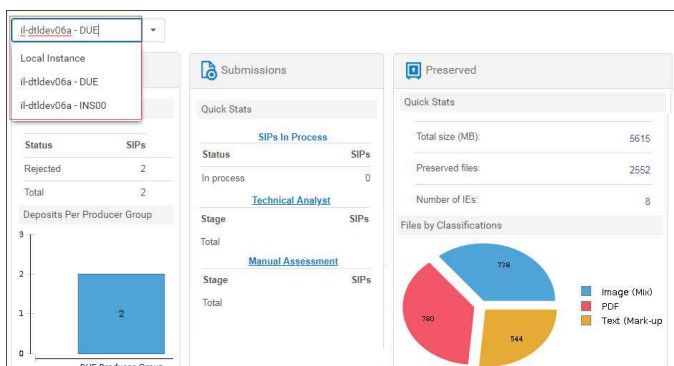 il-dtldev06a - DUE
Local Instance
il-dtldev06a - DUE
il-dtldev06a - INS00
Status SIPs
Rejected 2
Total 2
Deposits Per Producer Group
3
2
1
0
2
Submissions
Quick Stats
SIPs In Process
Status SIPs
In process 0
Technical Analyst
Stage SIPs
Total
Manual Assessment
Stage SIPs
Total
Preserved
Quick Stats
Total size (MB): 5615
Preserved files: 2552
Number of IEs: 8
Files by Classifications
738
780
544
Image (Mix)
PDF
Text (Mark-up